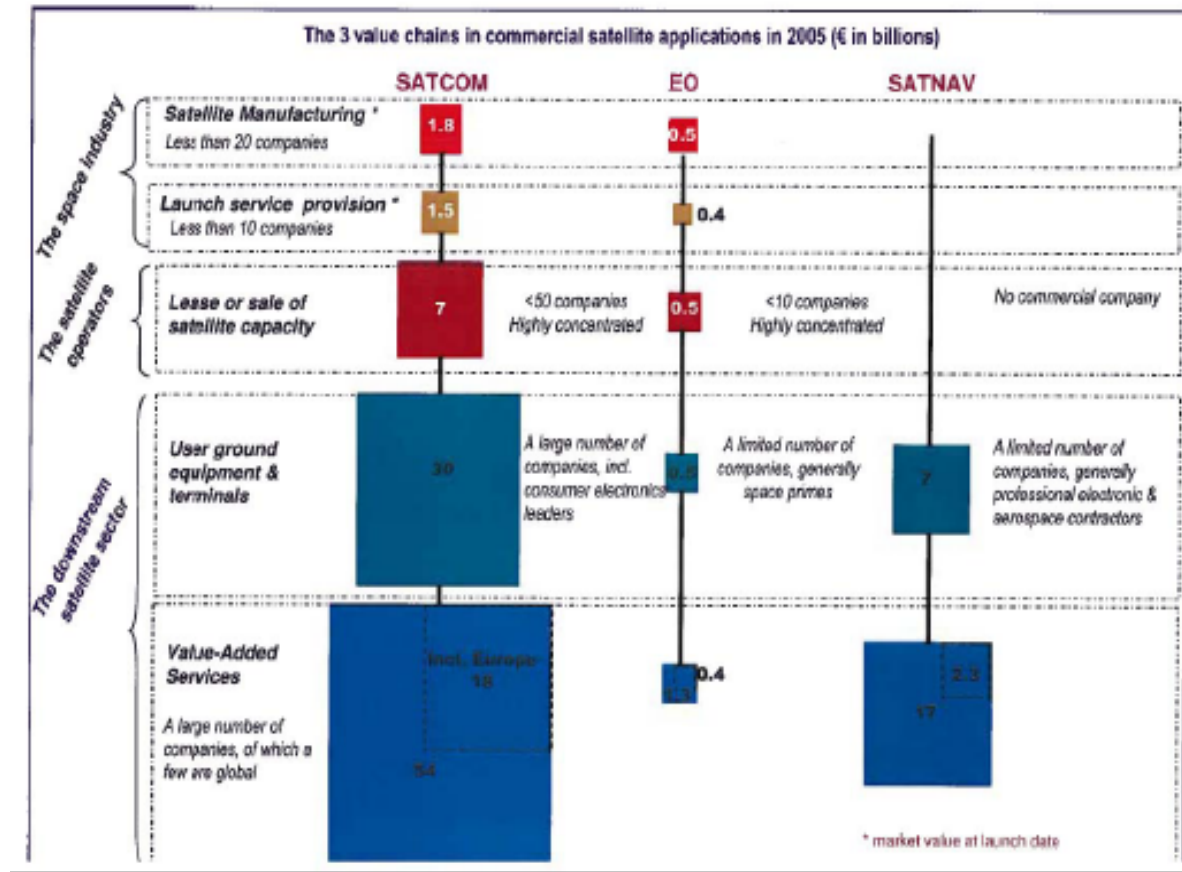 The 3 value chains in commercial satellite applications in 2005 (€ in billions)
SATCOM EO SATNAV
The space industry
Satellite Manufacturing *
Less than 20 companies
1.8
0.5
Launch service provision *
Less than 10 companies
1.5
0.4
The satellite
operators
Lease or sale of
satellite capacity
7
<50 companies
Highly concentrated
0.5
<10 companies
Highly concentrated
No commercial company
The downstream
satellite sector
User ground
equipment &
terminals
30
A large number of
companies, incl.
consumer electronics
leaders
0.5
A limited number of
companies, generally
space primes
7
A limited number of
companies, generally
professional electronic &
aerospace contractors
Value-Added
Services
A large number of
companies, of which a
few are global
Incl. Europe
18
54
0.4
1.3
2.3
17
* market value at launch date